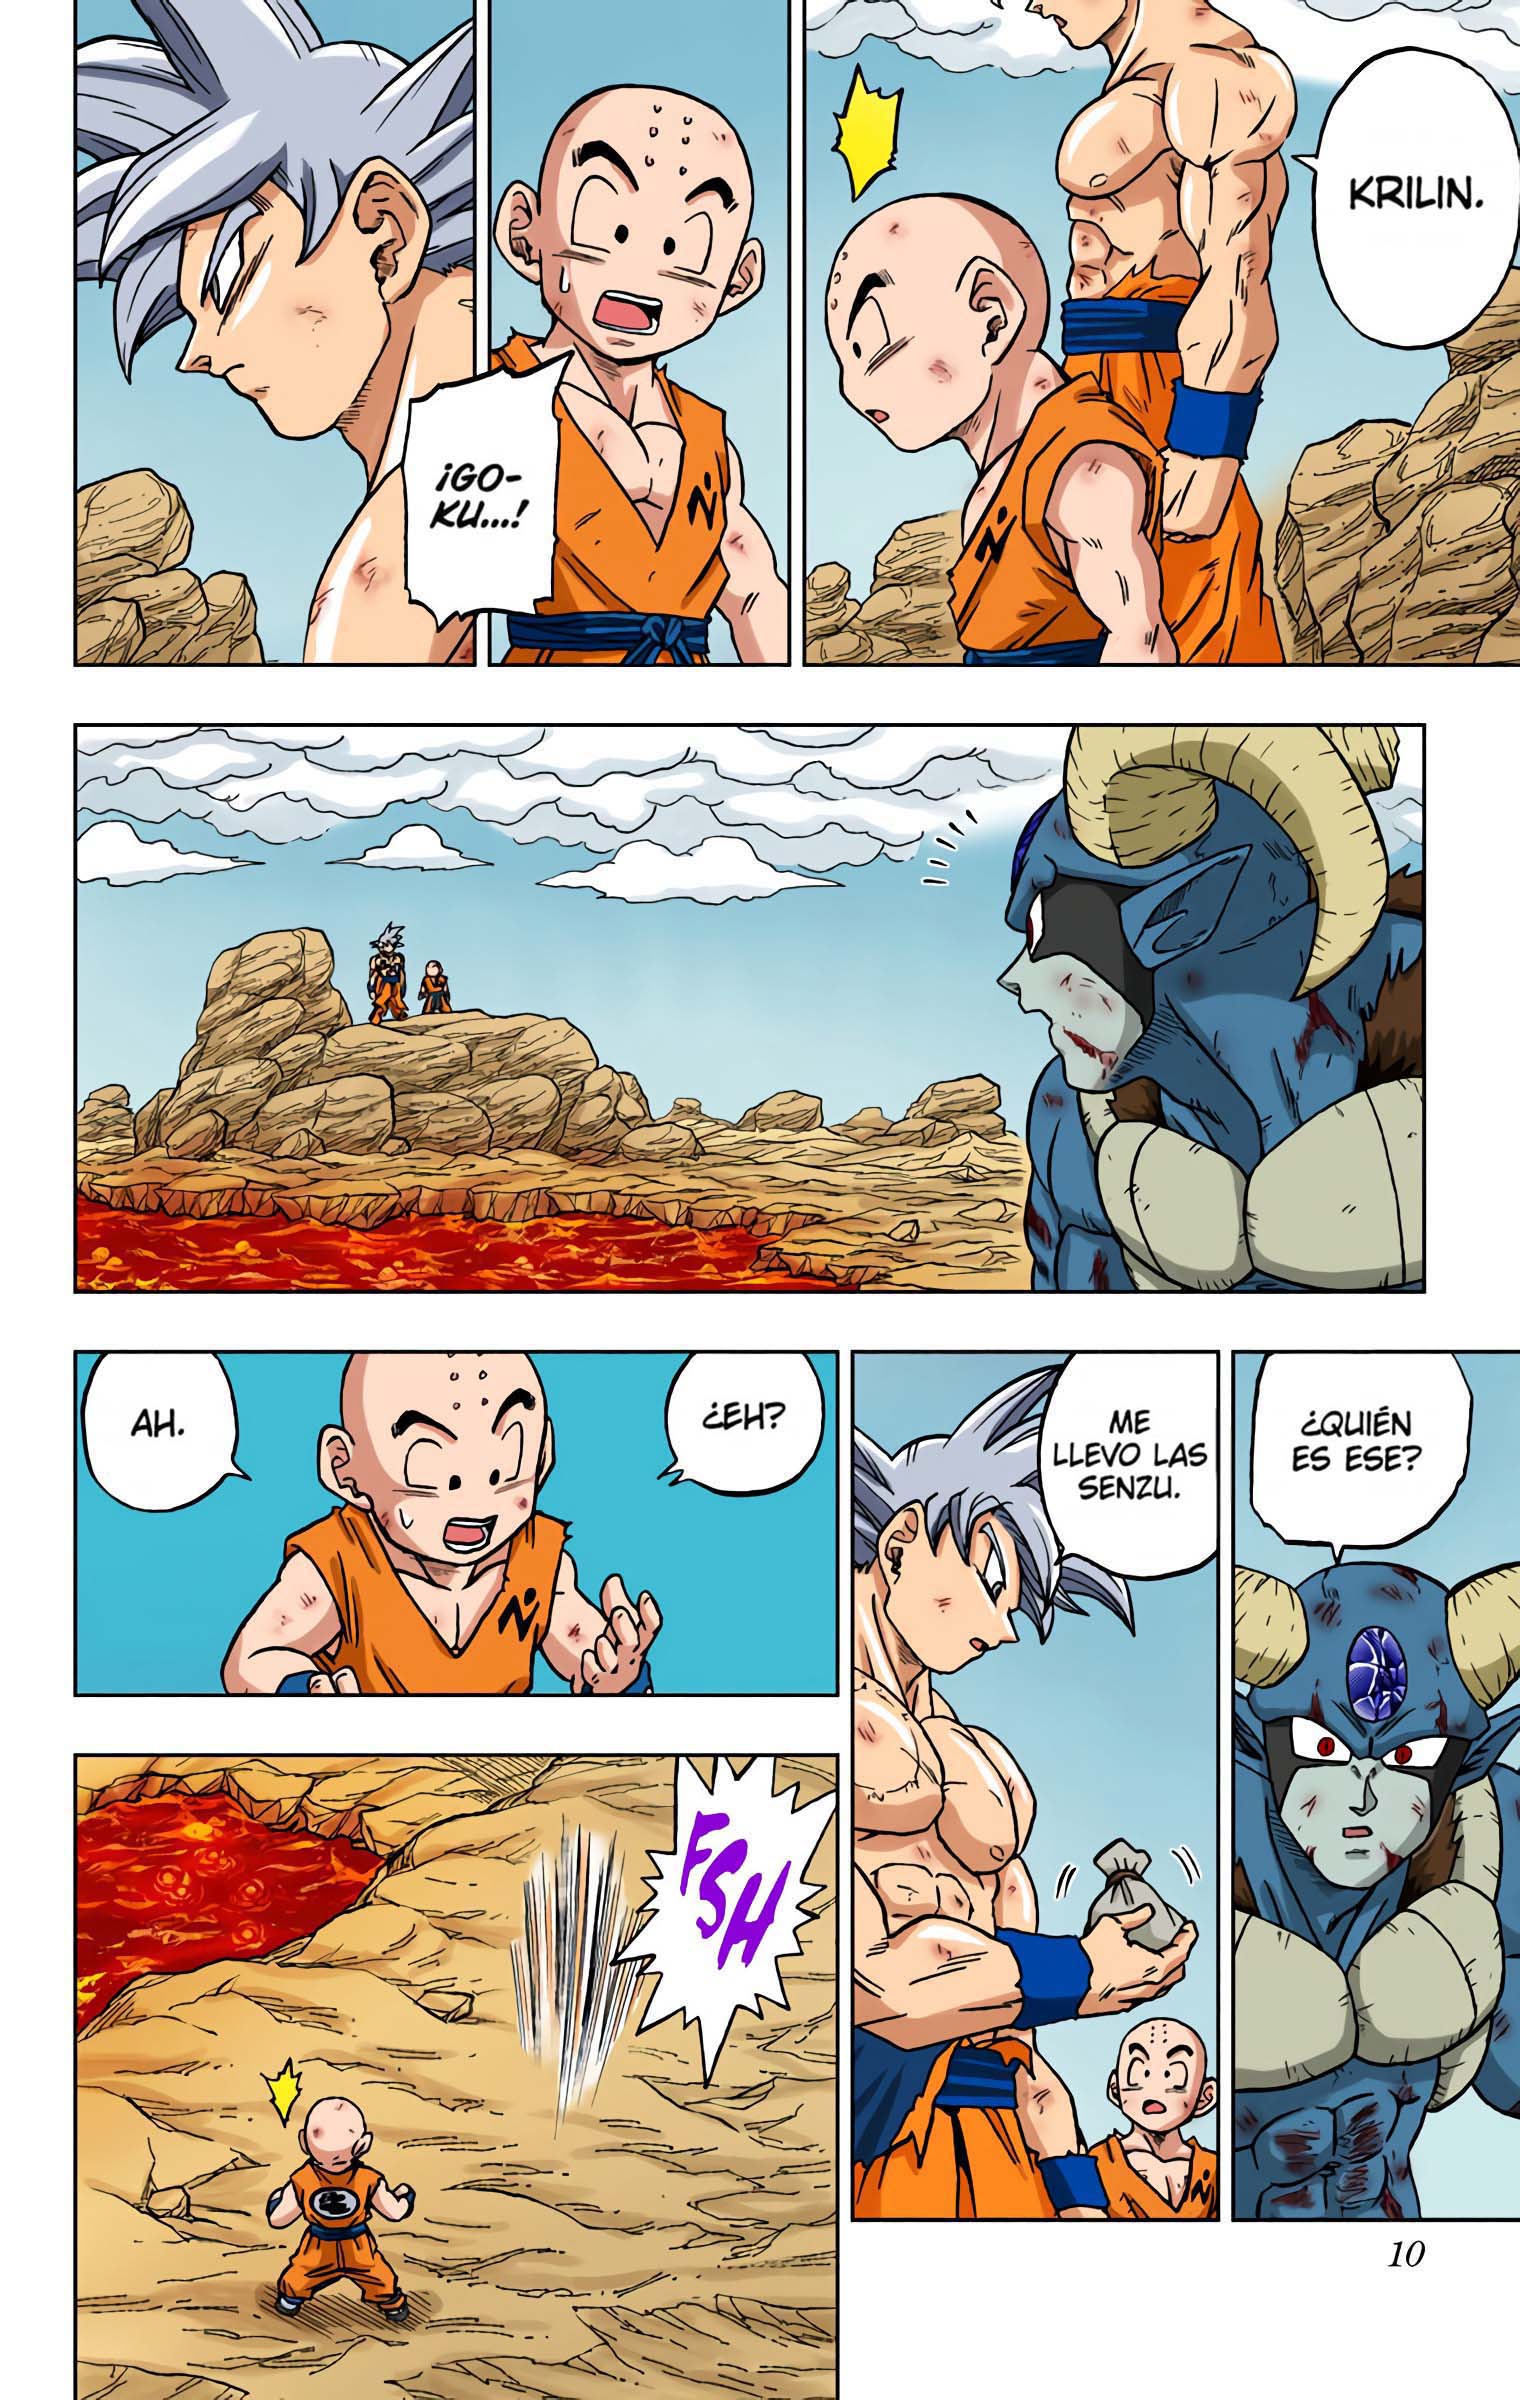 KRILIN.
¡GO-
KU...!
¿QUIÉN
ES ESE?
ME
LLEVO LAS
SENZU.
¿EH?
AH.
FSH
10